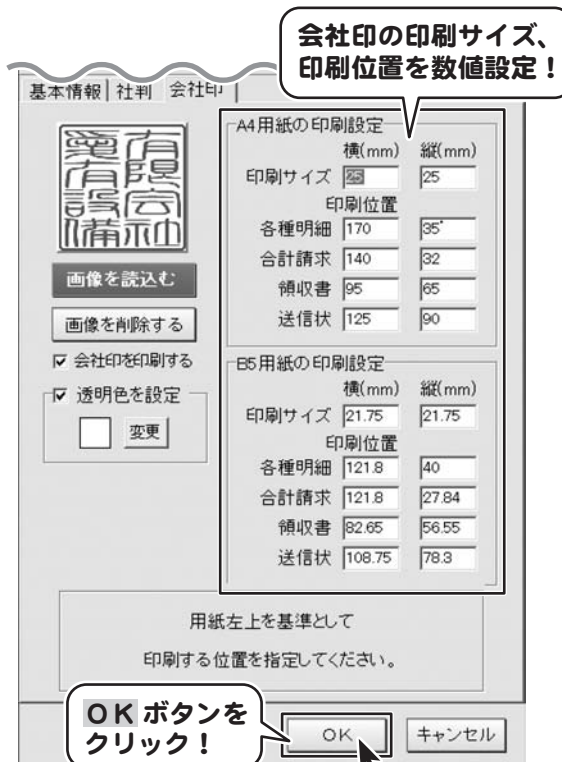 会社印の印刷サイズ、
印刷位置を数値設定！
基本情報 社判 会社印
有限会社
愛有設備
画像を読込む
画像を削除する
会社印を印刷する
透明色を設定
変更
A4用紙の印刷設定
横(mm) 縦(mm)
印刷サイズ 25 25
印刷位置
各種明細 170 35
合計請求 140 32
領収書 95 65
送信状 125 90
B5用紙の印刷設定
横(mm) 縦(mm)
印刷サイズ 21.75 21.75
印刷位置
各種明細 121.8 40
合計請求 121.8 27.84
領収書 82.65 56.55
送信状 108.75 78.3
用紙左上を基準として
印刷する位置を指定してください。
ＯＫ ボタンを
クリック！
OK キャンセル